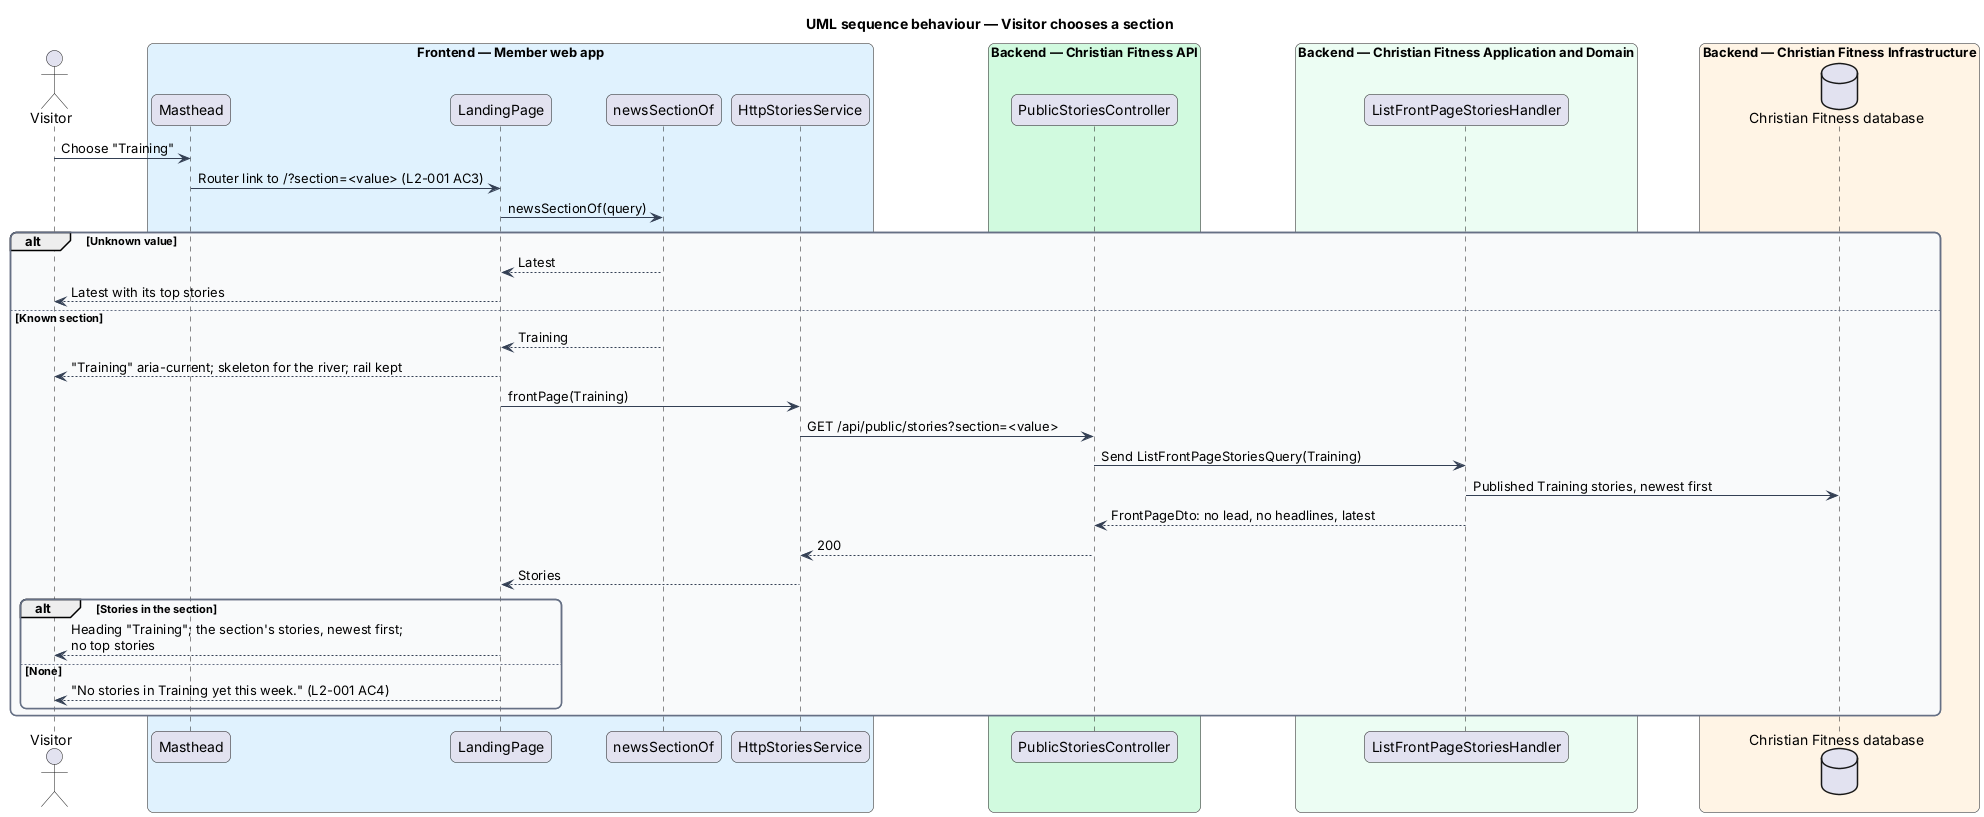 UML sequence behaviour — Visitor chooses a section
Frontend — Member web app
Backend — Christian Fitness API
Backend — Christian Fitness Application and Domain
Backend — Christian Fitness Infrastructure
Visitor
Masthead
LandingPage
newsSectionOf
HttpStoriesService
PublicStoriesController
ListFrontPageStoriesHandler
Christian Fitness database
Choose "Training"
Router link to /?section=<value> (L2-001 AC3)
newsSectionOf(query)
alt
[Unknown value]
Latest
Latest with its top stories
[Known section]
Training
"Training" aria-current; skeleton for the river; rail kept
frontPage(Training)
GET /api/public/stories?section=<value>
Send ListFrontPageStoriesQuery(Training)
Published Training stories, newest first
FrontPageDto: no lead, no headlines, latest
200
Stories
alt
[Stories in the section]
Heading "Training"; the section's stories, newest first;
no top stories
[None]
"No stories in Training yet this week." (L2-001 AC4)
Visitor
Masthead
LandingPage
newsSectionOf
HttpStoriesService
PublicStoriesController
ListFrontPageStoriesHandler
Christian Fitness database